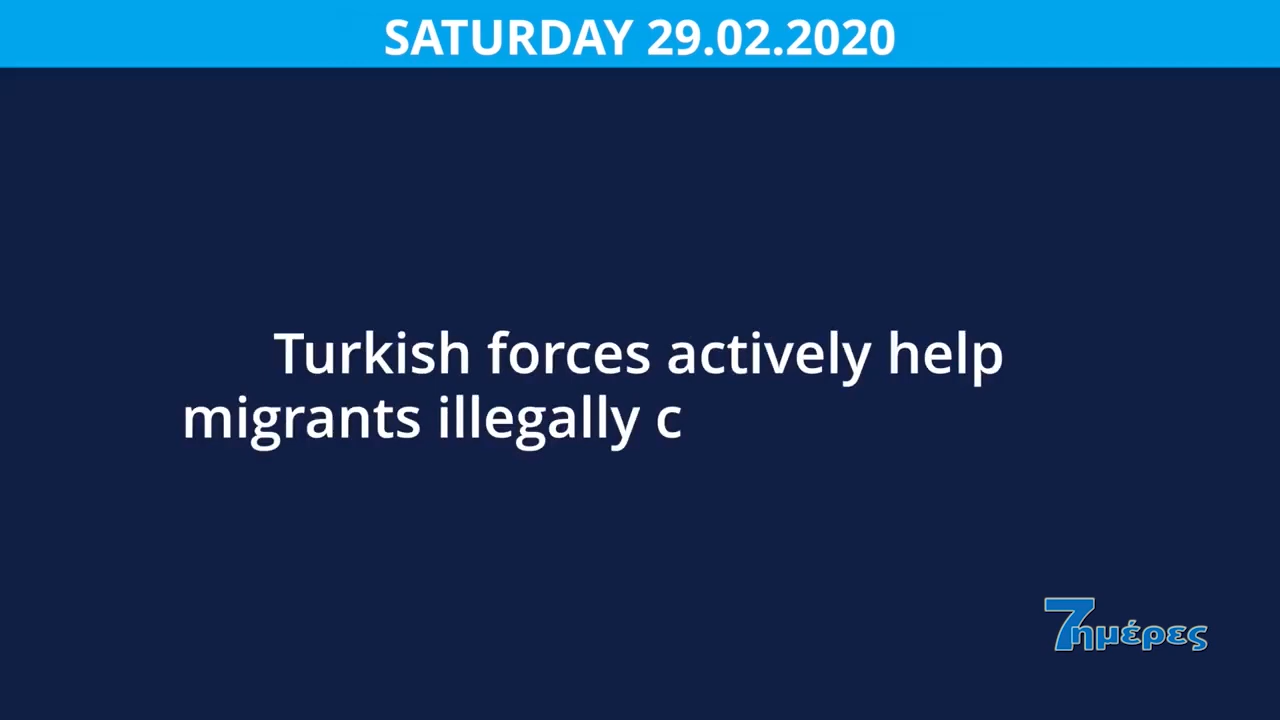 SATURDAY 29.02.2020
Turkish forces actively help
migrants illegally c
7ημέρες